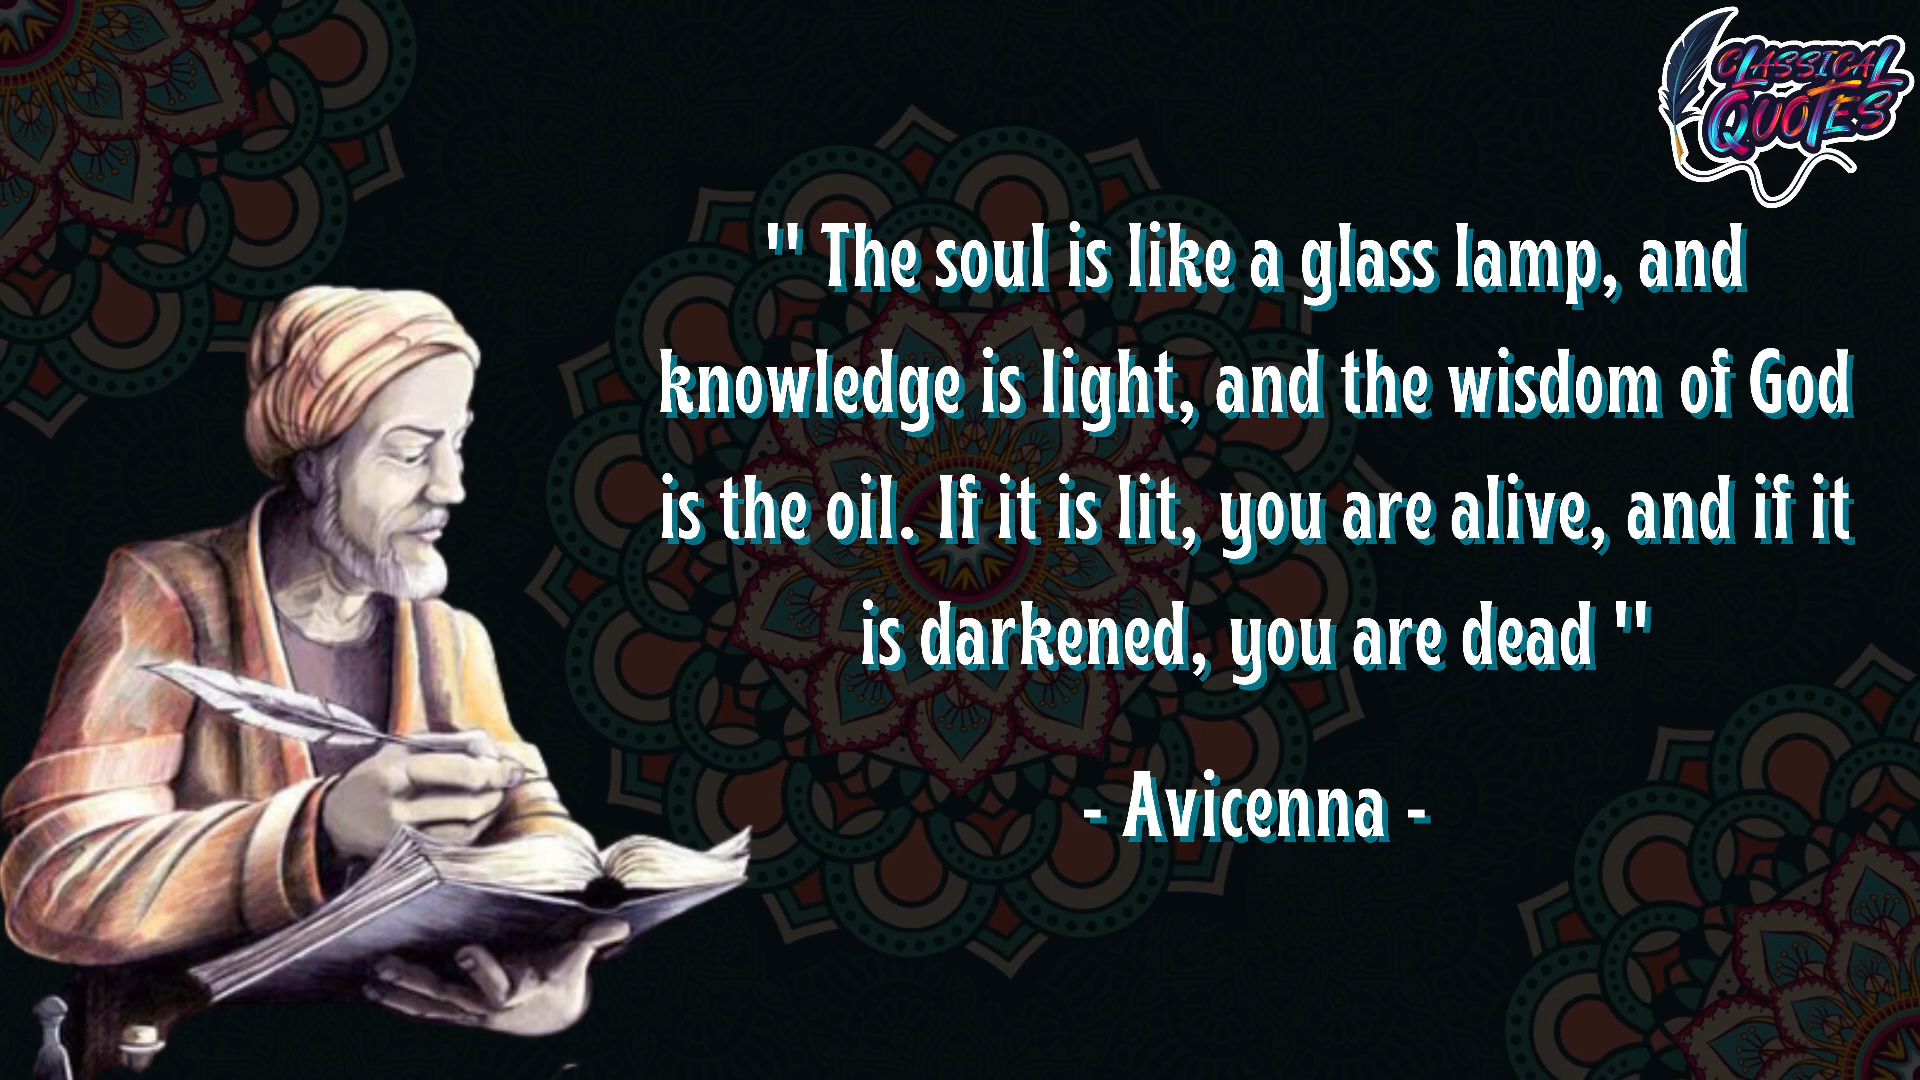 CLASSICAL
QUOTES
" The soul is like a glass lamp, and
knowledge is light, and the wisdom of God
is the oil. If it is lit, you are alive, and if it
is darkened, you are dead "
- Avicenna -